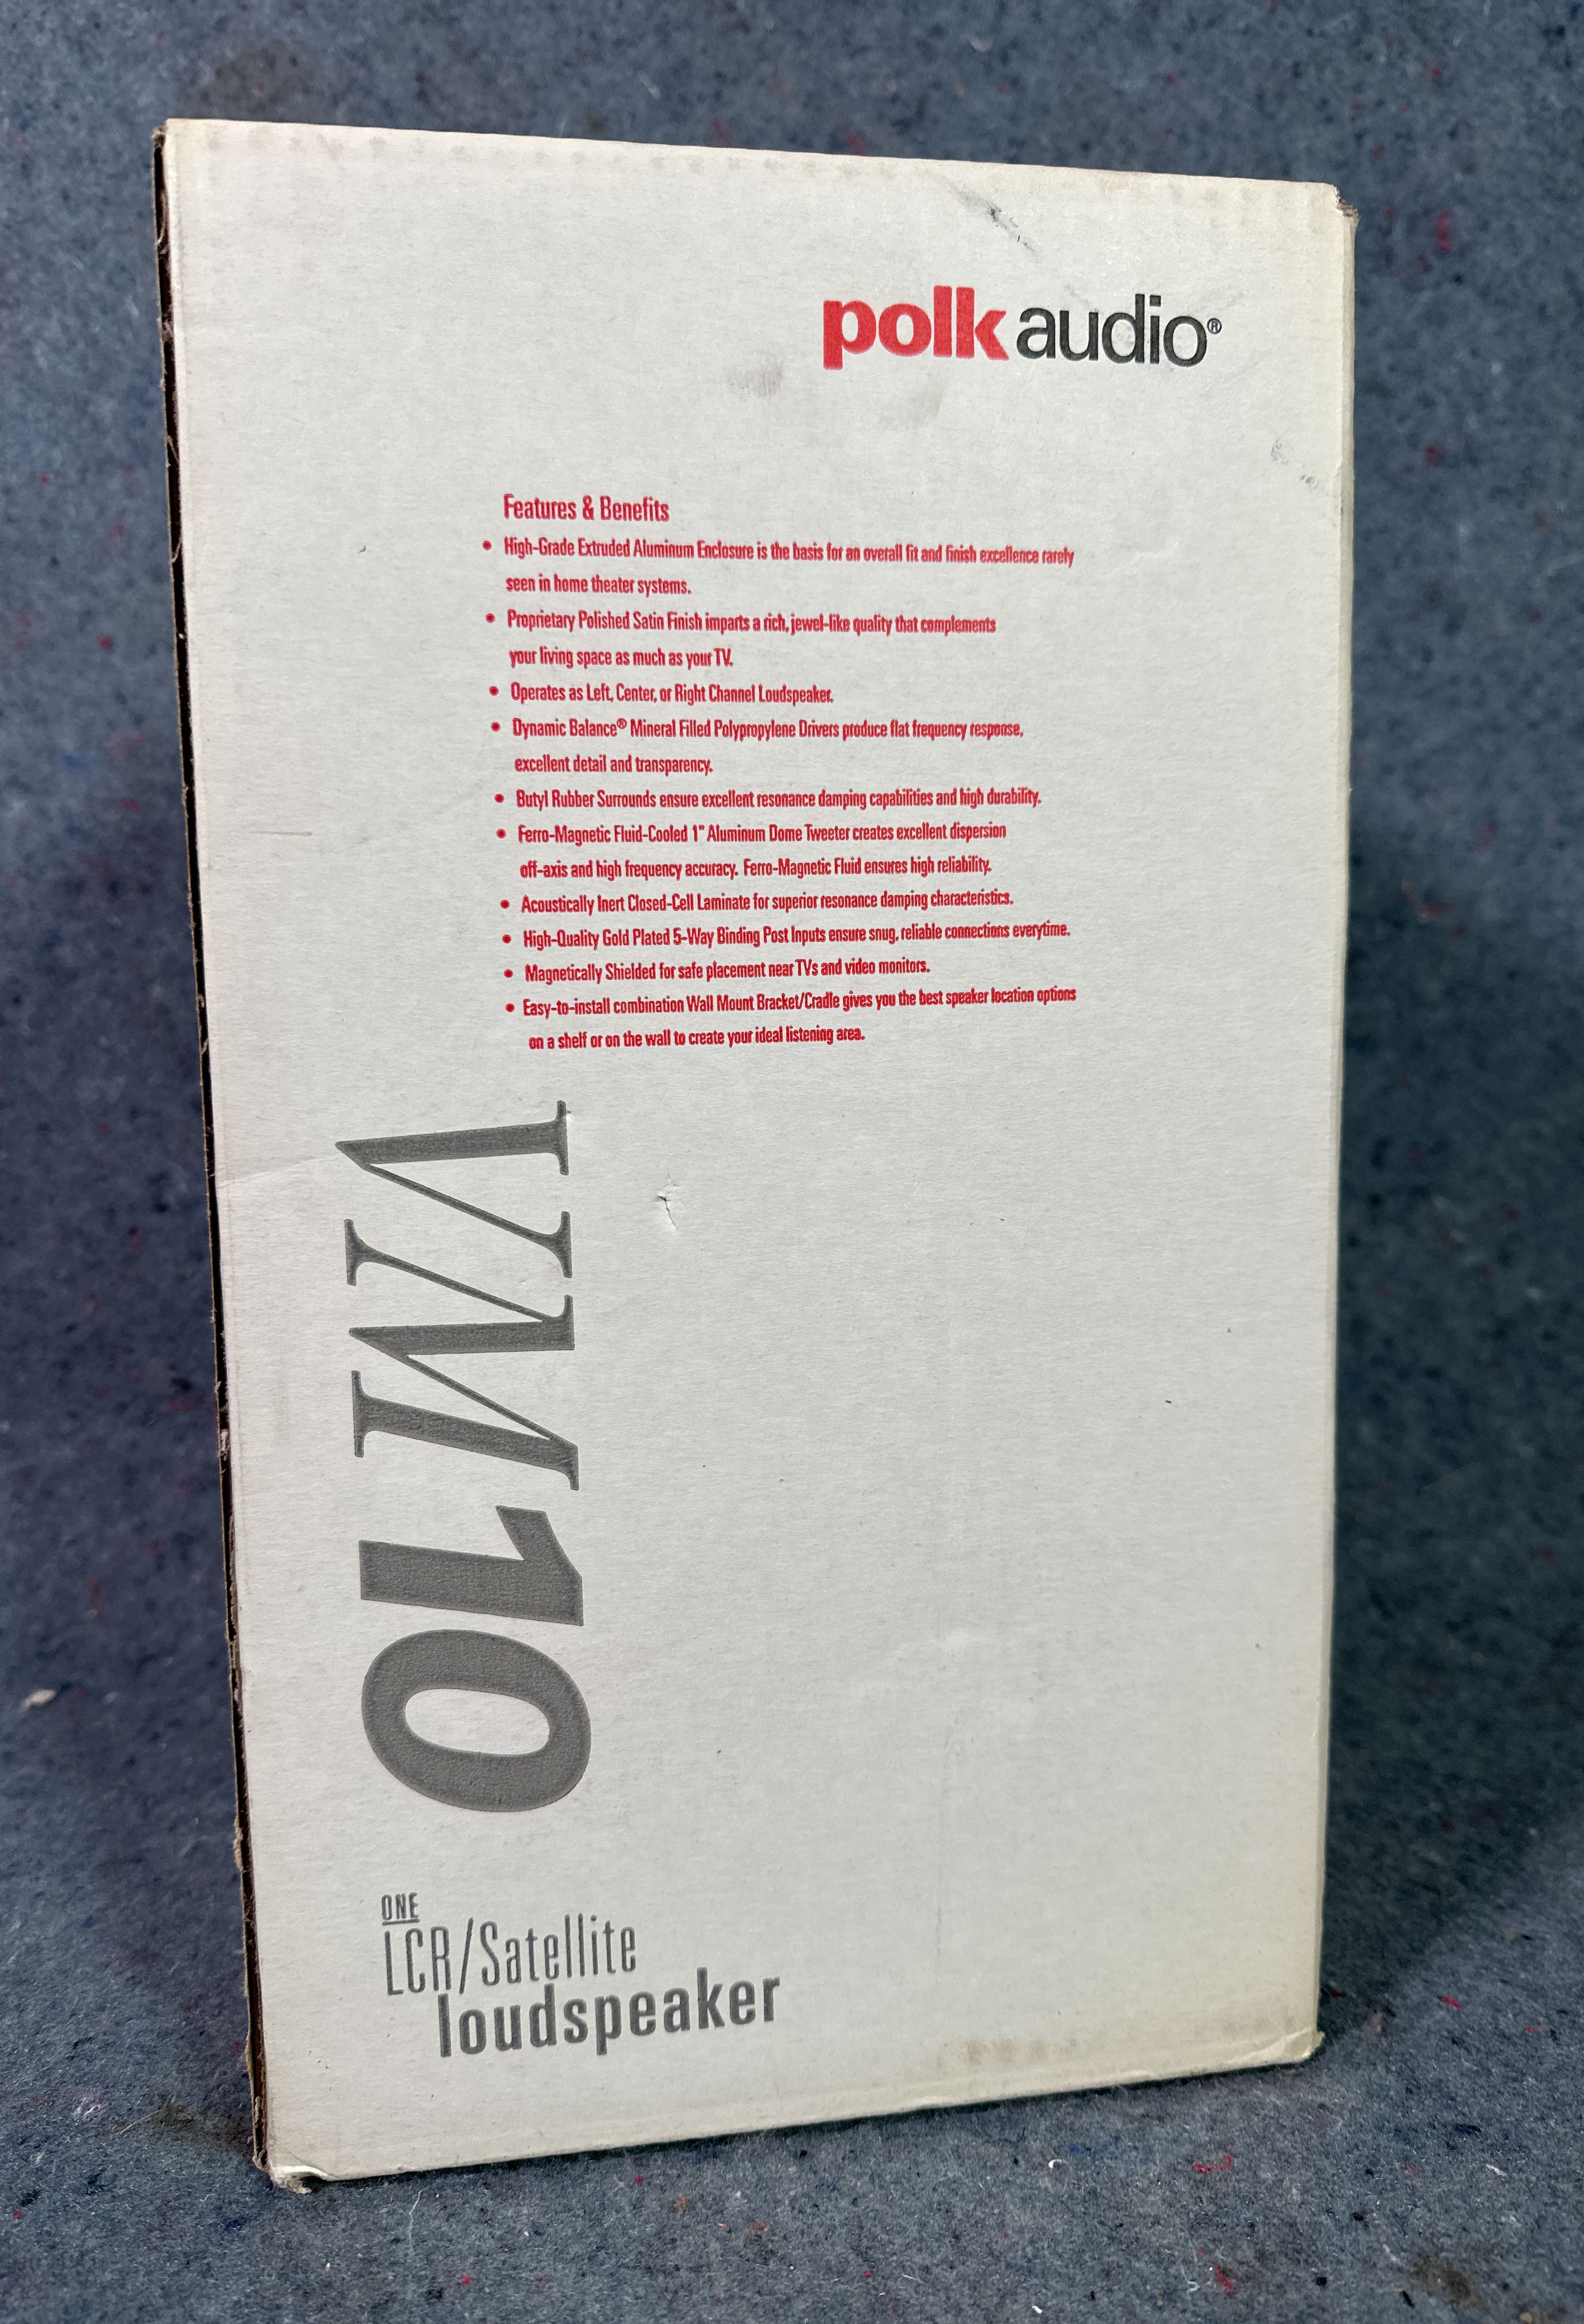 polkaudio®
Features & Benefits
• High-Grade Extruded Aluminum Enclosure is the basis for an overall fit and finish excellence rarely
seen in home theater systems.
• Proprietary Polished Satin Finish imparts a rich, jewel-like quality that complements
your living space as much as your TV.
• Operates as Left, Center, or Right Channel Loudspeaker.
• Dynamic Balance® Mineral Filled Polypropylene Drivers produce flat frequency response,
excellent detail and transparency.
• Butyl Rubber Surrounds ensure excellent resonance damping capabilities and high durability.
• Ferro-Magnetic Fluid-Cooled 1" Aluminum Dome Tweeter creates excellent dispersion
off-axis and high frequency accuracy. Ferro-Magnetic Fluid ensures high reliability.
• Acoustically Inert Closed-Cell Laminate for superior resonance damping characteristics.
• High-Quality Gold Plated 5-Way Binding Post Inputs ensure snug, reliable connections everytime.
• Magnetically Shielded for safe placement near TVs and video monitors.
• Easy-to-install combination Wall Mount Bracket/Cradle gives you the best speaker location options
on a shelf or on the wall to create your ideal listening area.
VM10
ONE
LCR/Satellite
loudspeaker